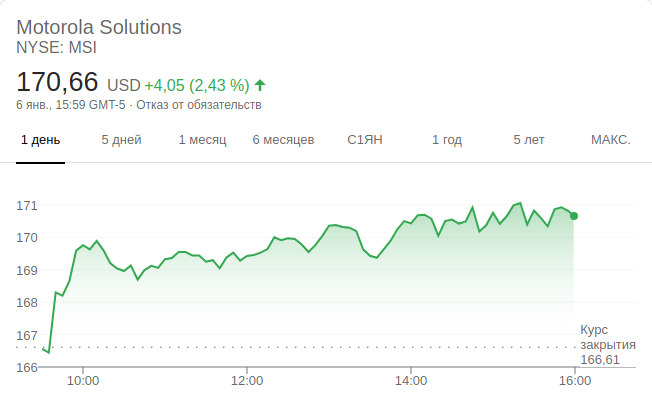 Motorola Solutions
NYSE: MSI
170,66 USD +4,05 (2,43 %)
6 янв., 15:59 GMT-5 · Отказ от обязательств
1 день 5 дней 1 месяц 6 месяцев С1ЯН 1 год 5 лет МАКС.
171
170
169
168
167
166
Курс
закрытия
166,61
10:00 12:00 14:00 16:00